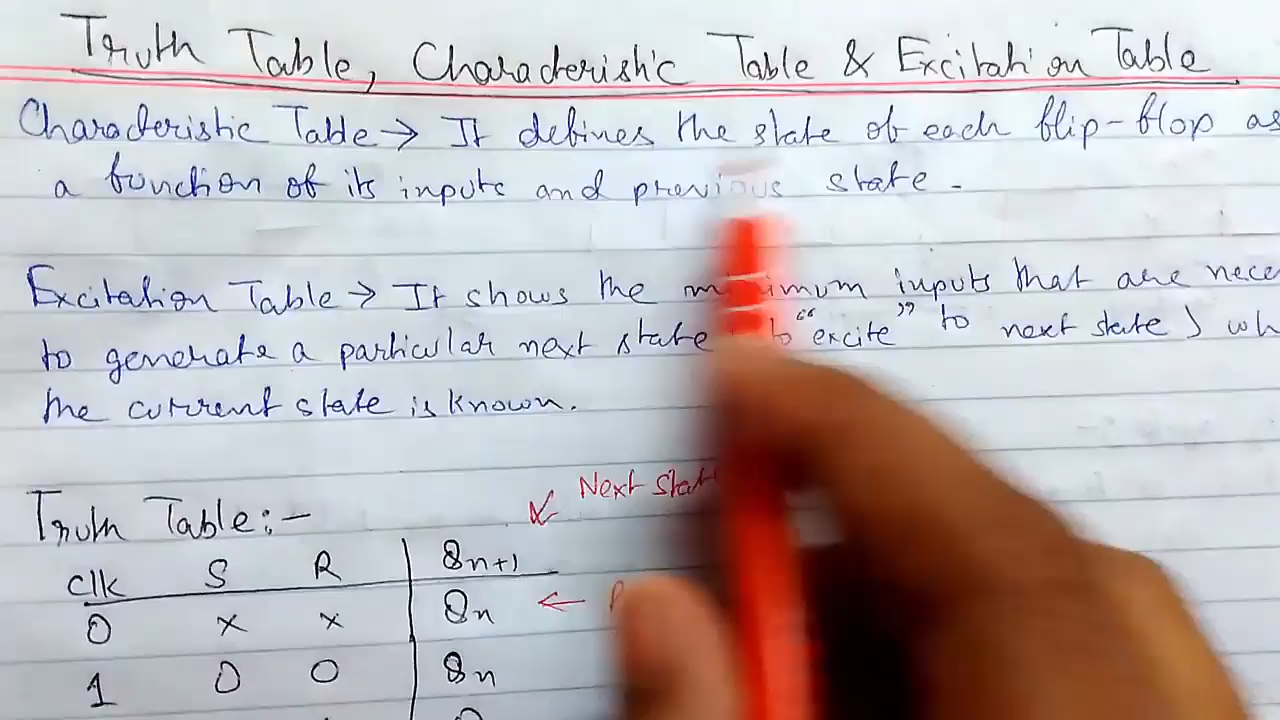 Truth Table, Characteristic Table & Excitation Table
Characteristic Table → It defines the state of each flip-flop as
a function of its inputs and previous state -
Excitation Table → It shows the minimum inputs that are nece
to generate a particular next state to "excite" to next state) wh
the current state is known.
Next Stat
Truth Table:-
Clk S R Qn+1
0 x x Qn ←
1 0 0 Qn